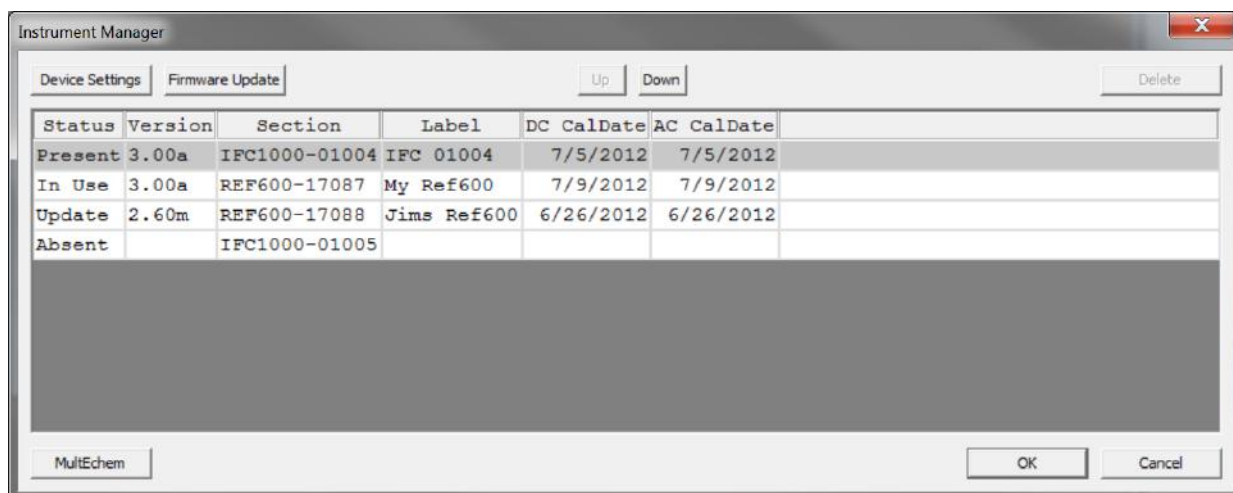 Instrument Manager X
Device Settings Firmware Update Up Down Delete
Status Version Section Label DC CalDate AC CalDate
Present 3.00a IFC1000-01004 IFC 01004 7/5/2012 7/5/2012
In Use 3.00a REF600-17087 My Ref600 7/9/2012 7/9/2012
Update 2.60m REF600-17088 Jims Ref600 6/26/2012 6/26/2012
Absent IFC1000-01005
MultEchem OK Cancel